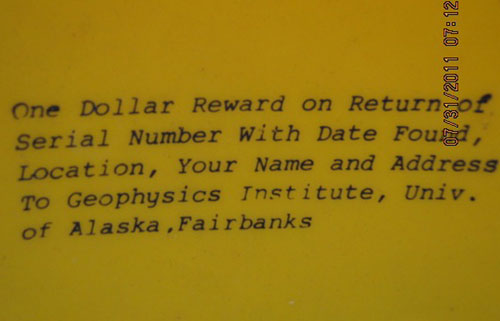 One Dollar Reward on Return of
Serial Number With Date Found,
Location, Your Name and Address
To Geophysics Institute, Univ.
of Alaska,Fairbanks
07/31/2011 07:12